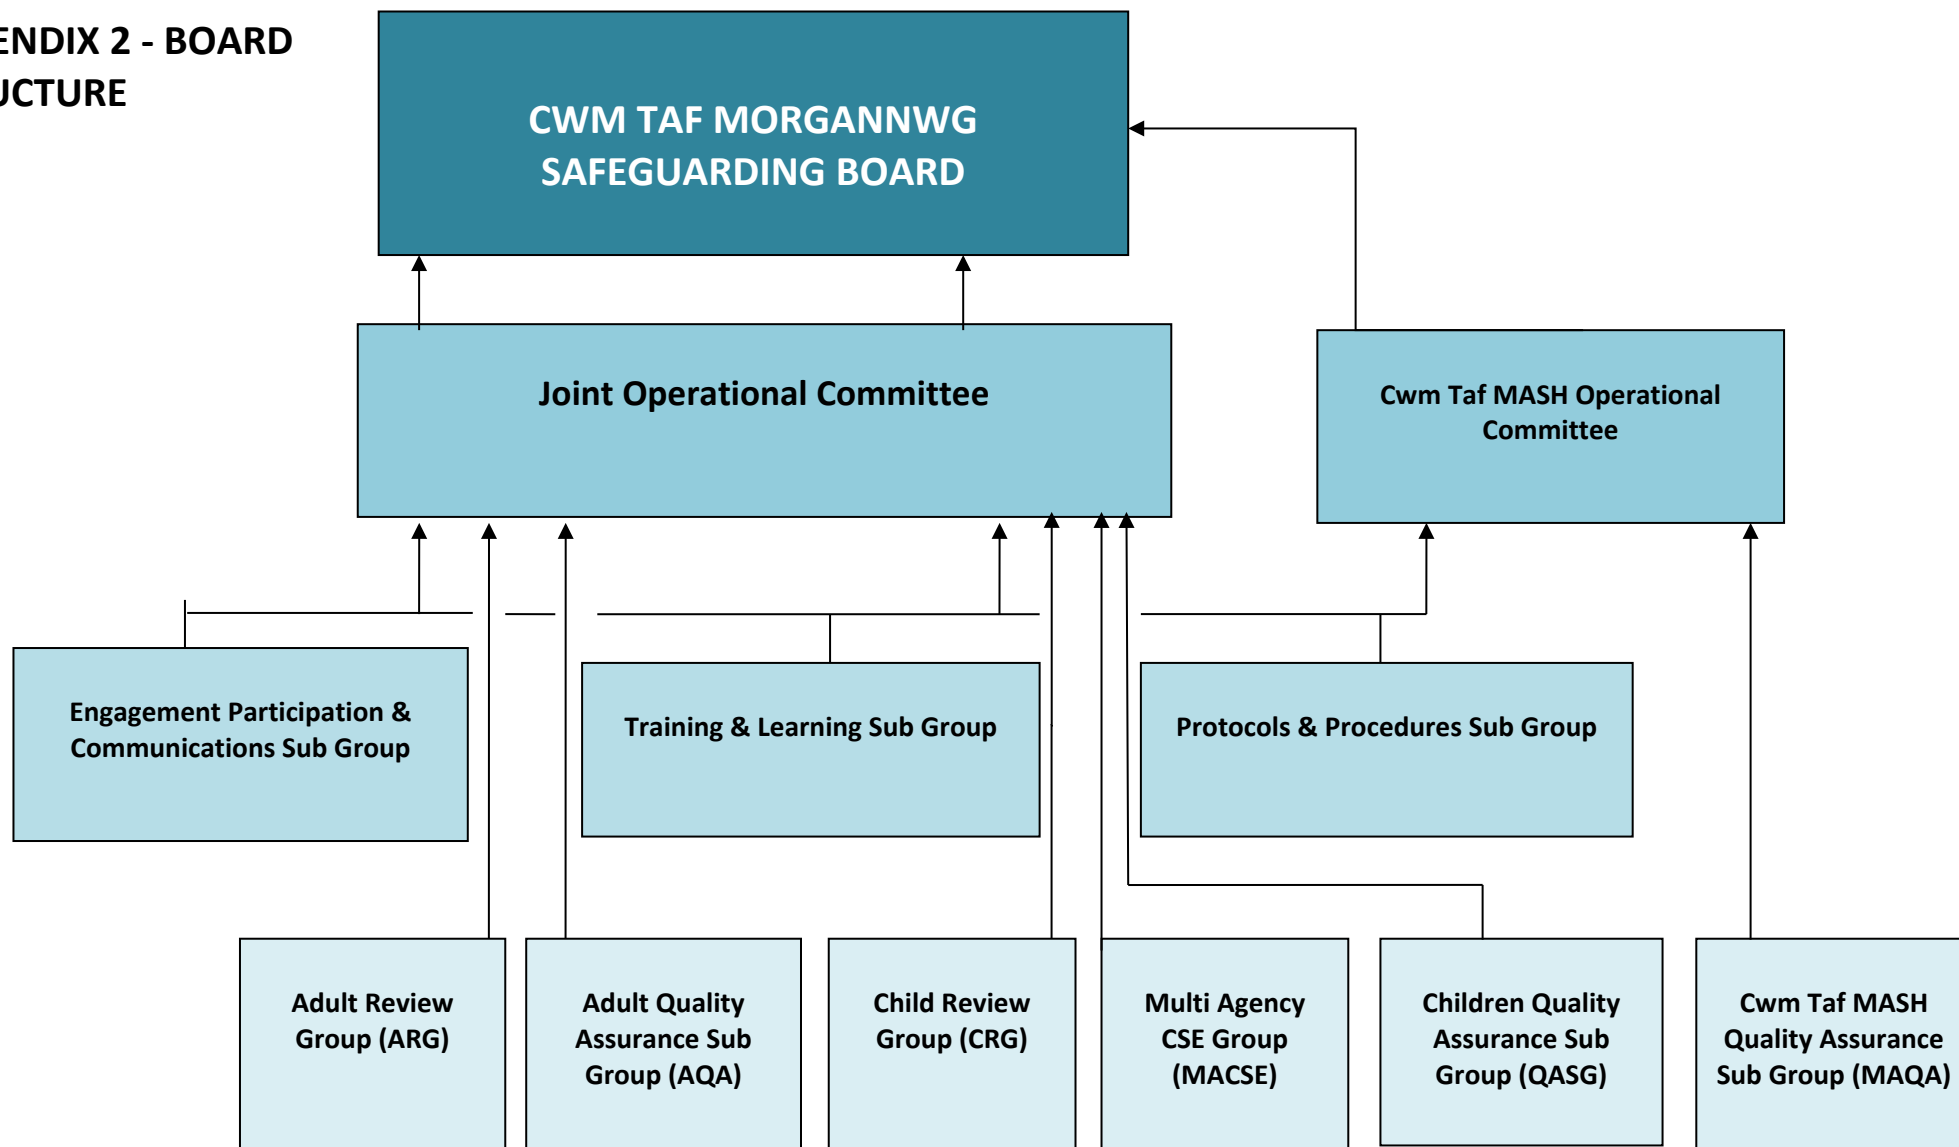 ENDIX 2 - BOARD
UCTURE
CWM TAF MORGANNWG
SAFEGUARDING BOARD
Joint Operational Committee
Cwm Taf MASH Operational
Committee
Engagement Participation &
Communications Sub Group
Training & Learning Sub Group
Protocols & Procedures Sub Group
Adult Review
Group (ARG)
Adult Quality
Assurance Sub
Group (AQA)
Child Review
Group (CRG)
Multi Agency
CSE Group
(MACSE)
Children Quality
Assurance Sub
Group (QASG)
Cwm Taf MASH
Quality Assurance
Sub Group (MAQA)